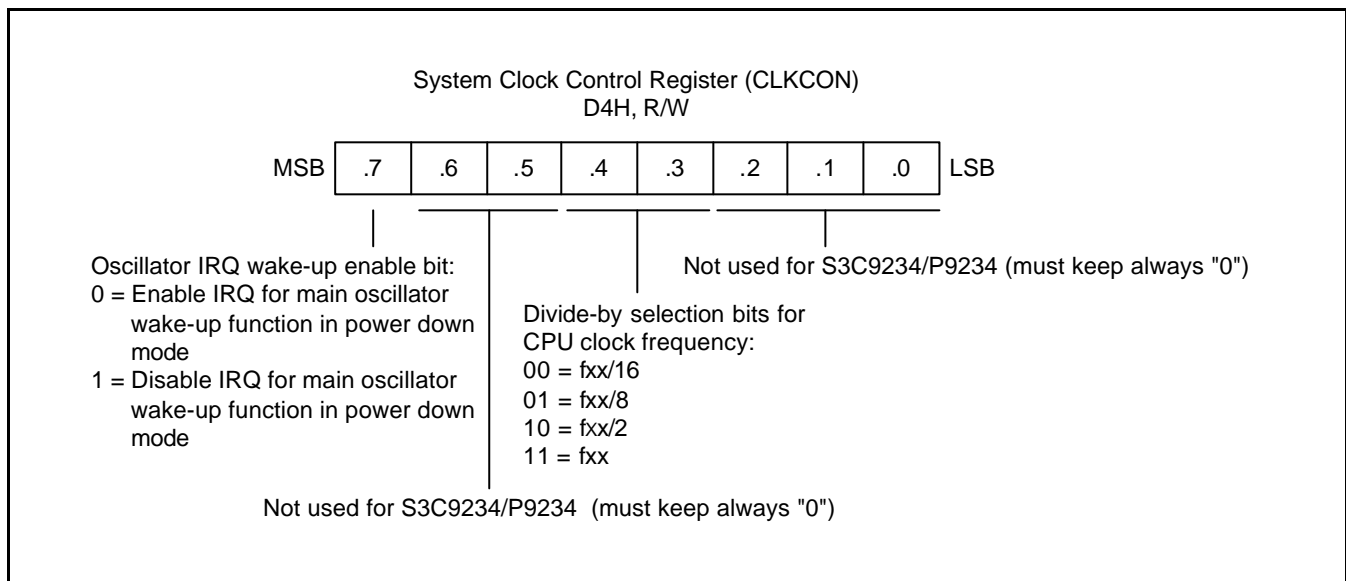 System Clock Control Register (CLKCON)
D4H, R/W
MSB .7 .6 .5 .4 .3 .2 .1 .0 LSB
Oscillator IRQ wake-up enable bit:
0 = Enable IRQ for main oscillator
wake-up function in power down
mode
1 = Disable IRQ for main oscillator
wake-up function in power down
mode
Not used for S3C9234/P9234 (must keep always "0")
Divide-by selection bits for
CPU clock frequency:
00 = fxx/16
01 = fxx/8
10 = fxx/2
11 = fxx
Not used for S3C9234/P9234 (must keep always "0")